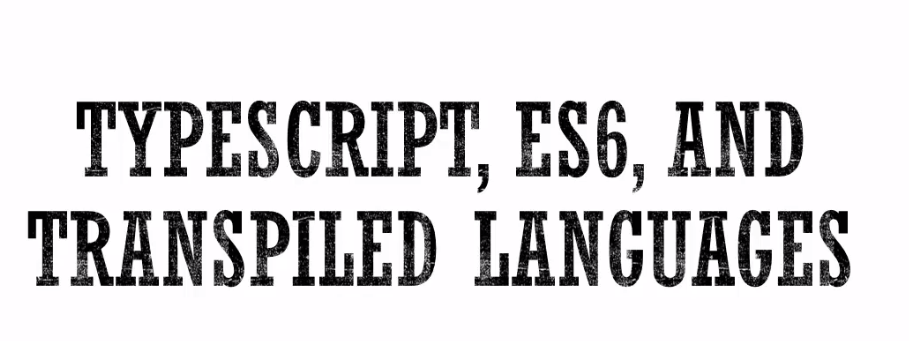 TYPESCRIPT, ES6, AND
TRANSPILED LANGUAGES